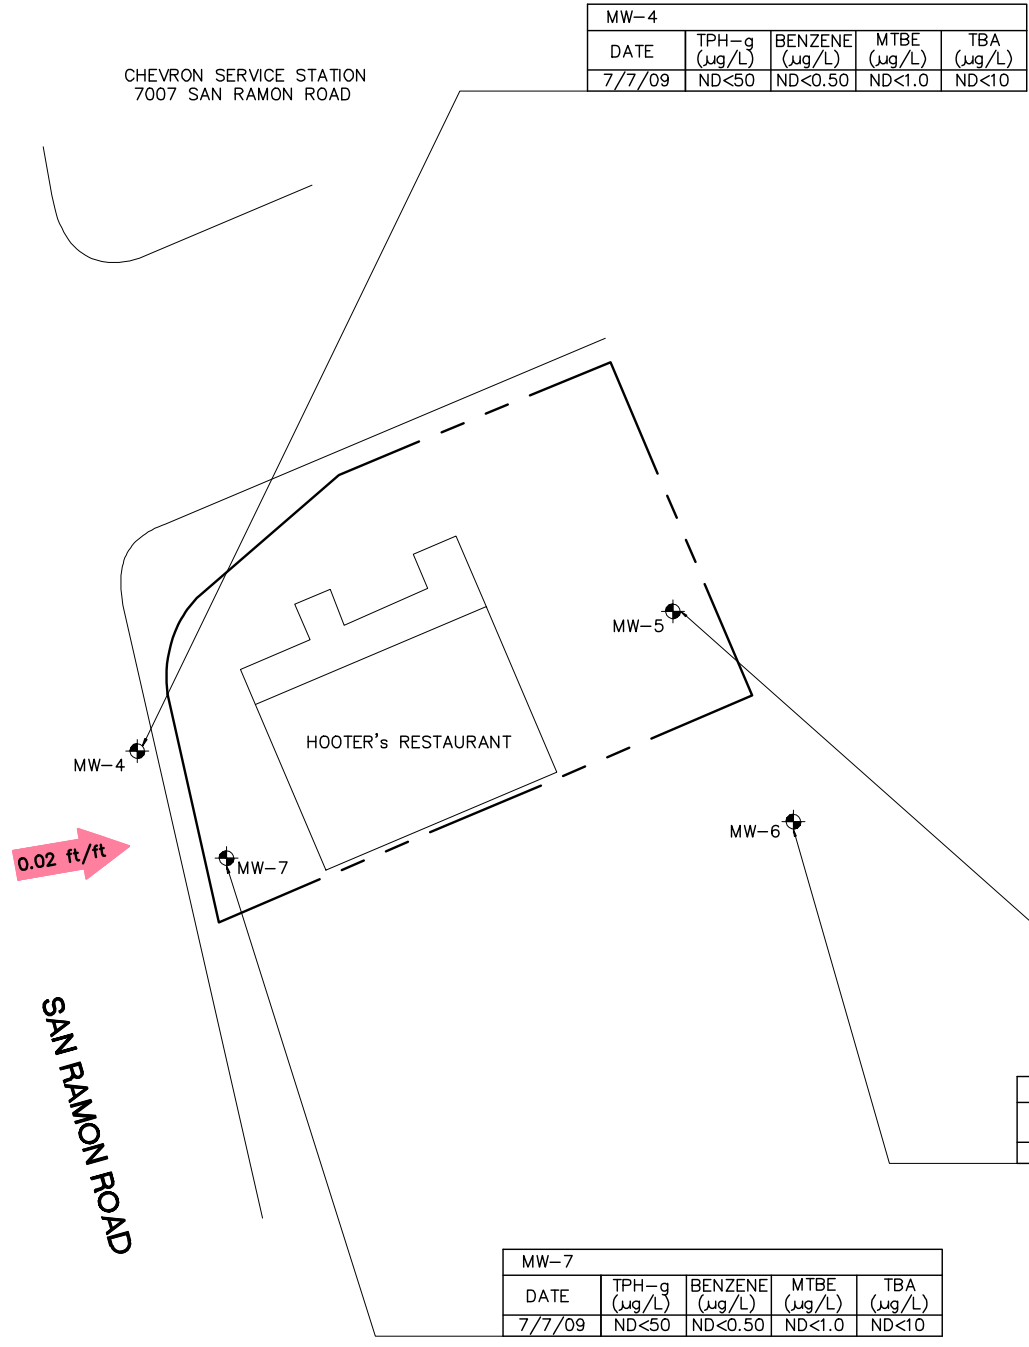 MW-4
DATE TPH-g (µg/L) BENZENE (µg/L) MTBE (µg/L) TBA (µg/L)
7/7/09 ND<50 ND<0.50 ND<1.0 ND<10
CHEVRON SERVICE STATION
7007 SAN RAMON ROAD
MW-5
HOOTER's RESTAURANT
MW-4
MW-6
0.02 ft/ft
MW-7
SAN RAMON ROAD
MW-7
DATE TPH-g (µg/L) BENZENE (µg/L) MTBE (µg/L) TBA (µg/L)
7/7/09 ND<50 ND<0.50 ND<1.0 ND<10